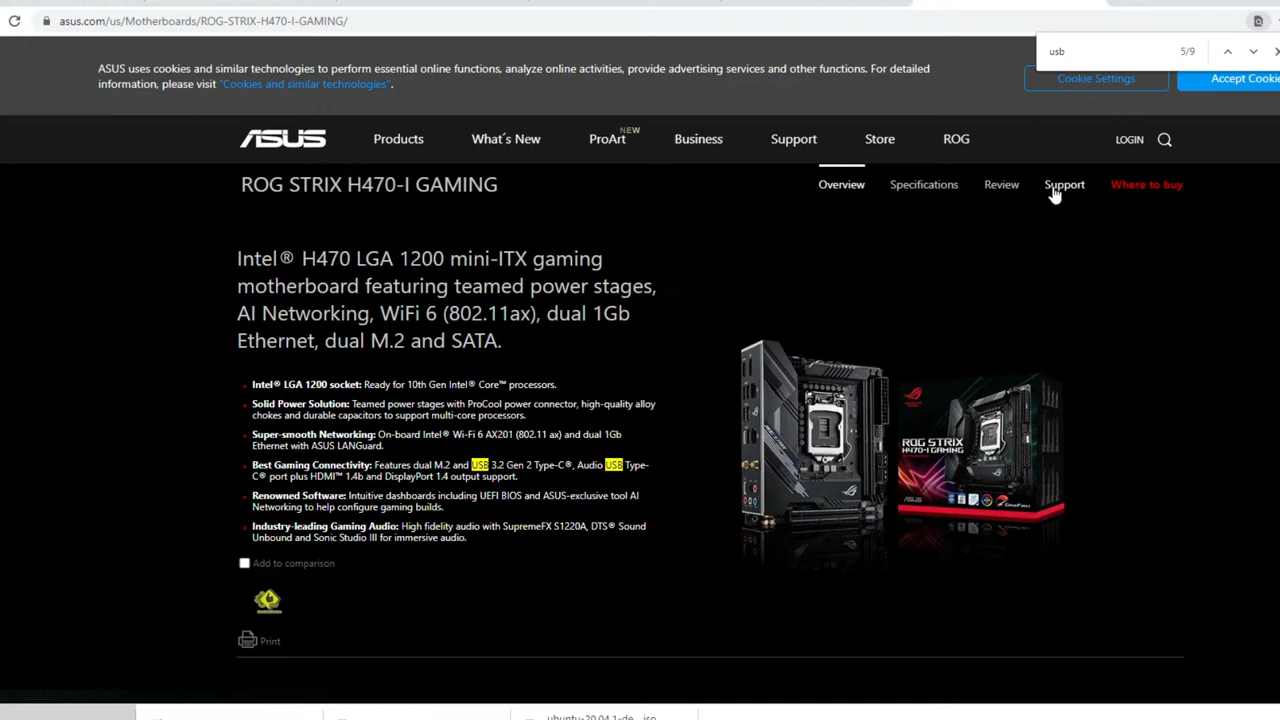 asus.com/us/Motherboards/ROG-STRIX-H470-I-GAMING/
usb 5/9
ASUS uses cookies and similar technologies to perform essential online functions, analyze online activities, provide advertising services and other functions. For detailed
information, please visit "Cookies and similar technologies".
Cookie Settings
Accept Cookie
ASUS
Products
What´s New
ProArt NEW
Business
Support
Store
ROG
LOGIN
ROG STRIX H470-I GAMING
Overview
Specifications
Review
Support
Where to buy
Intel® H470 LGA 1200 mini-ITX gaming
motherboard featuring teamed power stages,
AI Networking, WiFi 6 (802.11ax), dual 1Gb
Ethernet, dual M.2 and SATA.
Intel® LGA 1200 socket: Ready for 10th Gen Intel® Core™ processors.
Solid Power Solution: Teamed power stages with ProCool power connector, high-quality alloy
chokes and durable capacitors to support multi-core processors.
Super-smooth Networking: On-board Intel® Wi-Fi 6 AX201 (802.11 ax) and dual 1Gb
Ethernet with ASUS LANGuard.
Best Gaming Connectivity: Features dual M.2 and USB 3.2 Gen 2 Type-C®, Audio USB Type-
C® port plus HDMI™ 1.4b and DisplayPort 1.4 output support.
Renowned Software: Intuitive dashboards including UEFI BIOS and ASUS-exclusive tool AI
Networking to help configure gaming builds.
Industry-leading Gaming Audio: High fidelity audio with SupremeFX S1220A, DTS® Sound
Unbound and Sonic Studio III for immersive audio.
ROG STRIX
H470-I GAMING
Add to comparison
Print
ubuntu-20.04.1-de....iso